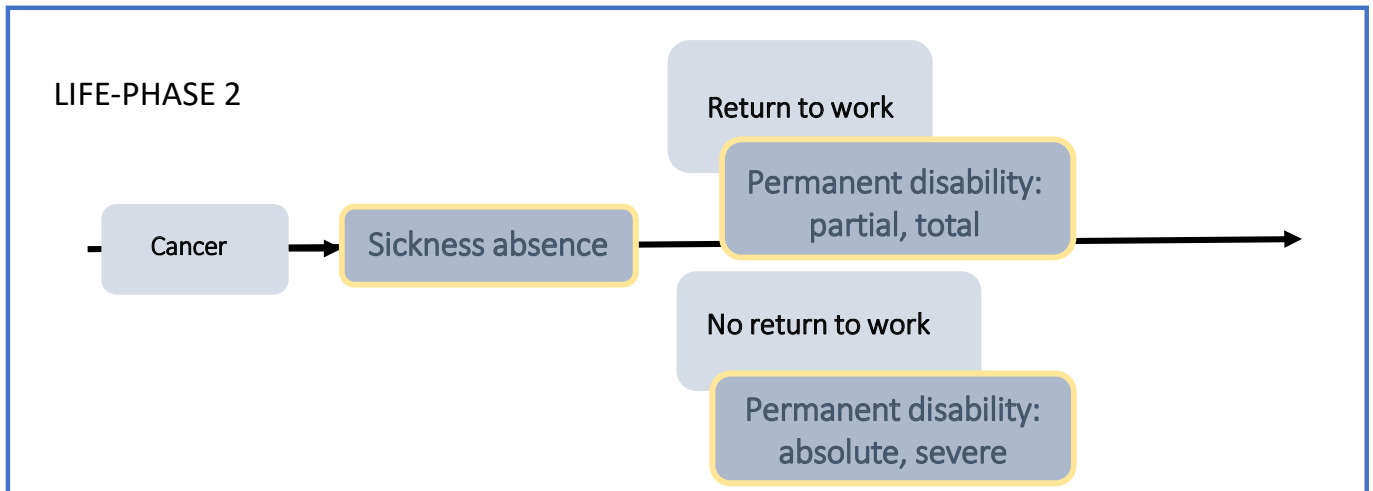 LIFE-PHASE 2
Return to work
Permanent disability:
partial, total
Cancer
Sickness absence
No return to work
Permanent disability:
absolute, severe